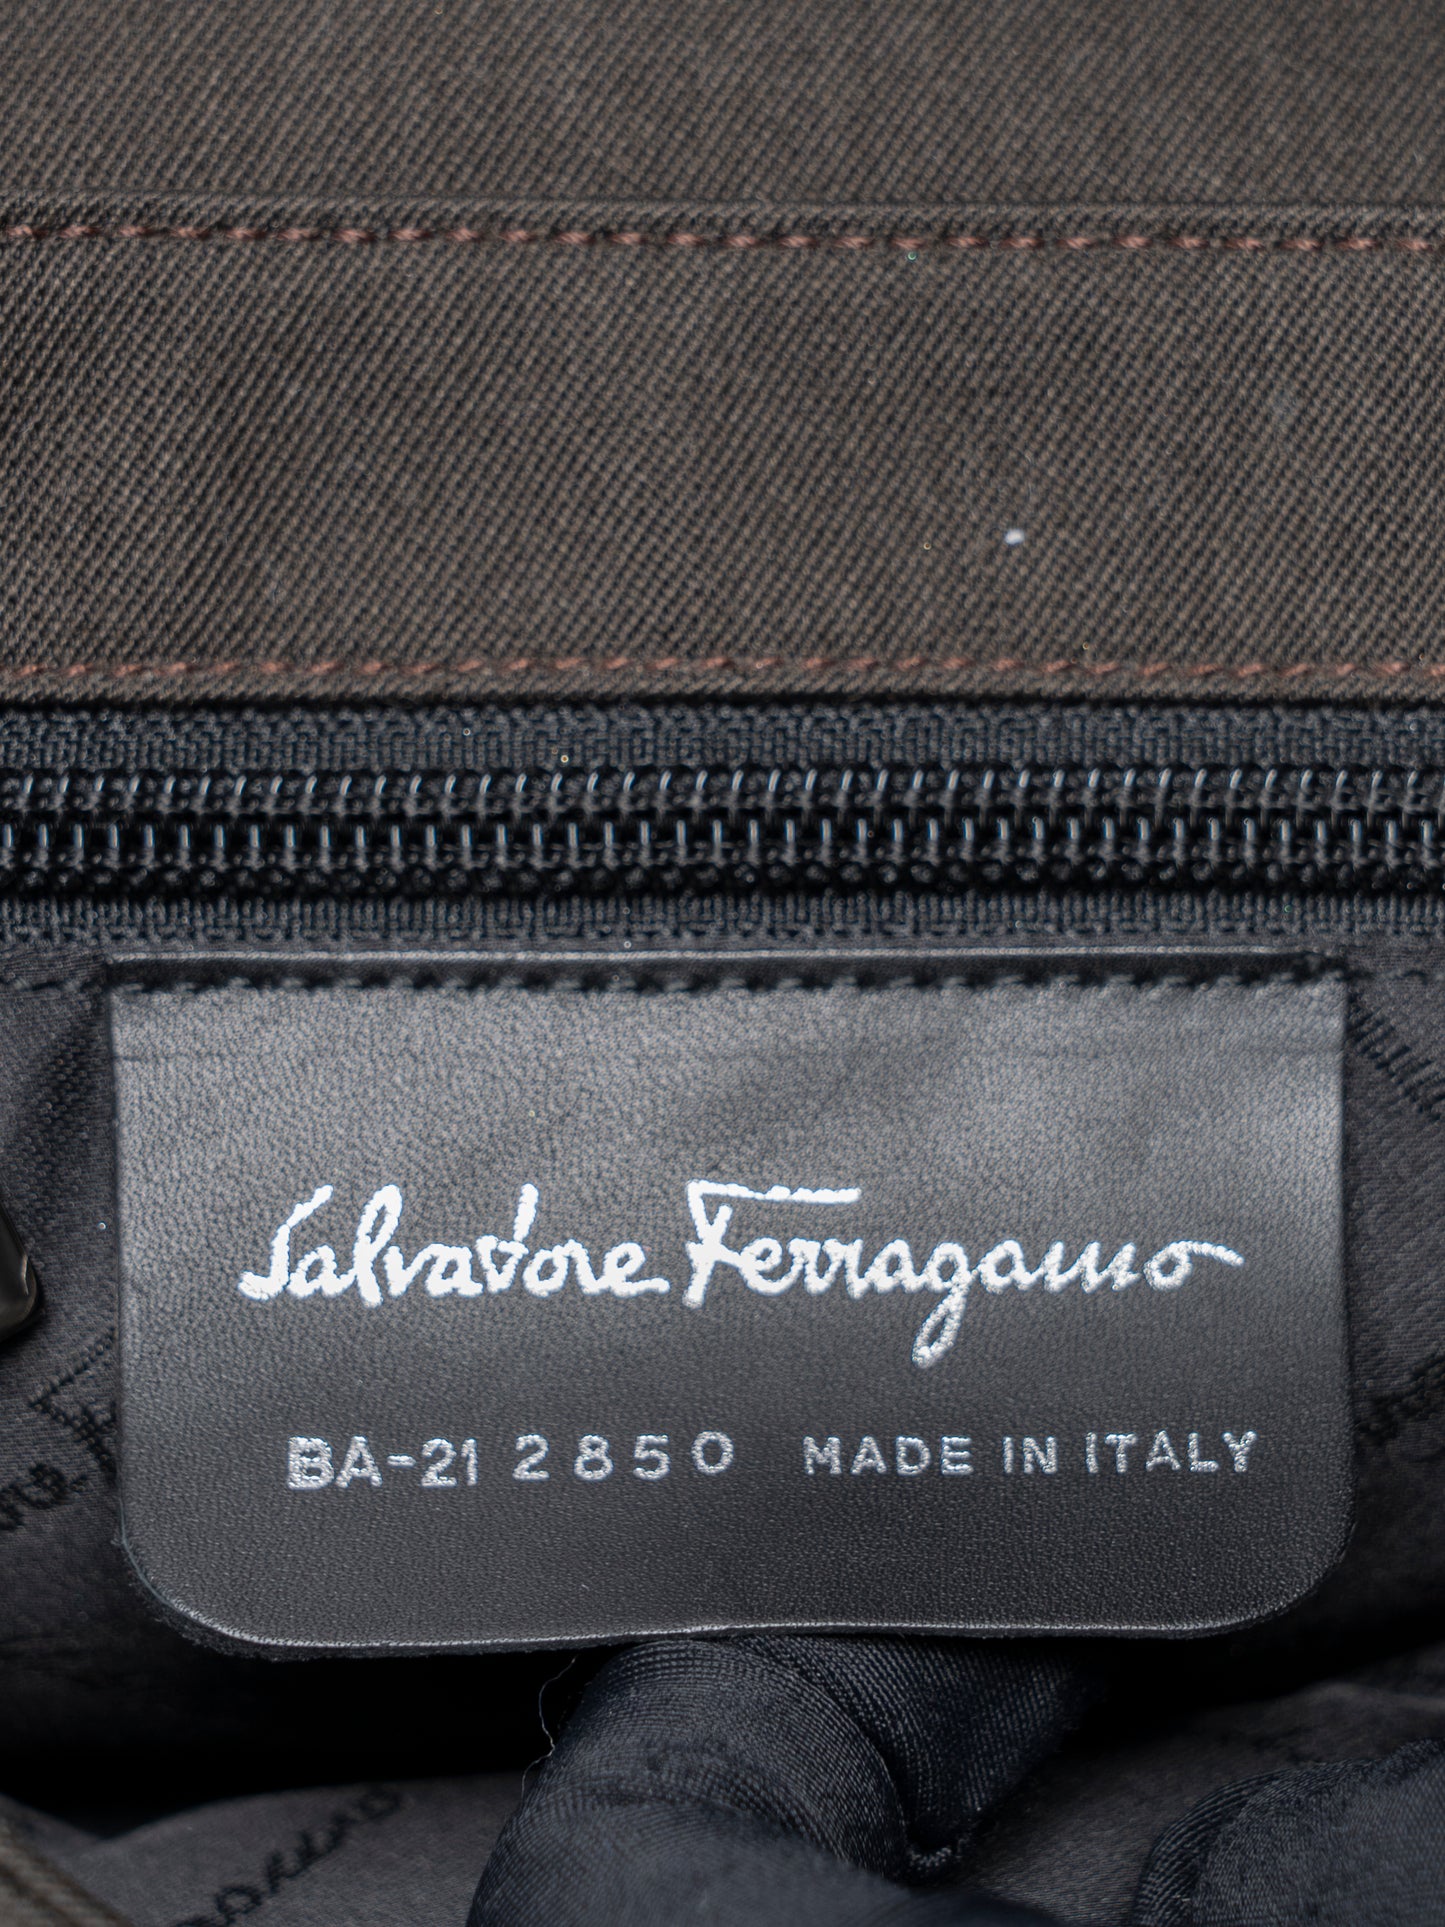 Salvatore Ferragamo
BA-21 2850 MADE IN ITALY